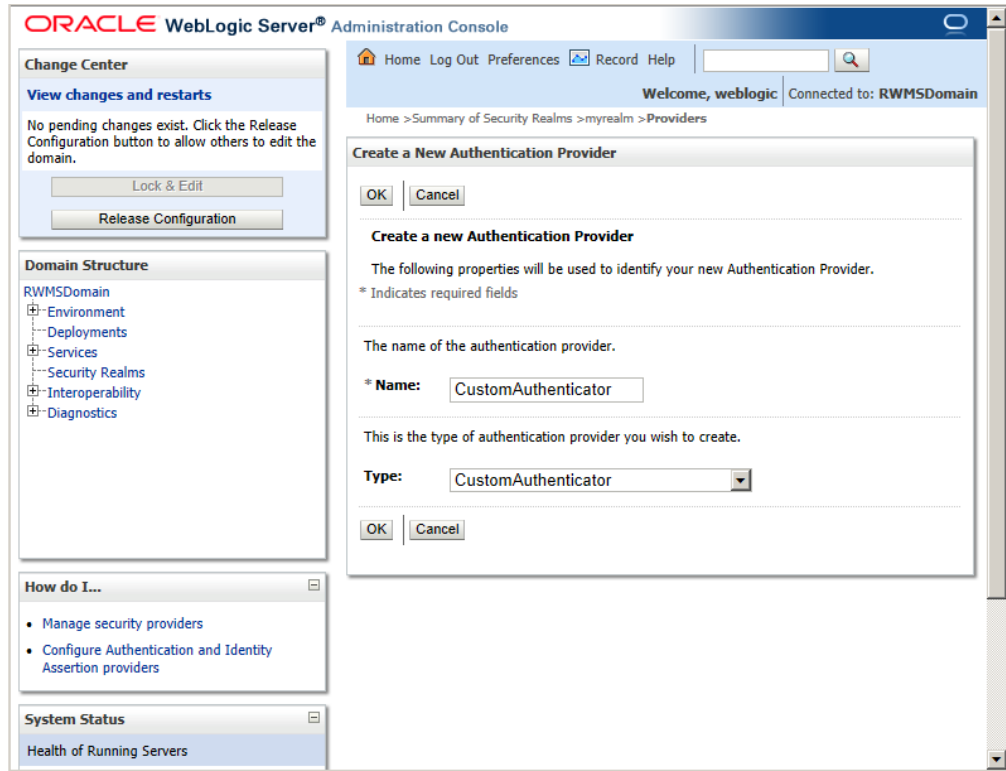 ORACLE WebLogic Server® Administration Console
Change Center
View changes and restarts
No pending changes exist. Click the Release
Configuration button to allow others to edit the
domain.
Lock & Edit
Release Configuration
Domain Structure
RWMSDomain
Environment
Deployments
Services
Security Realms
Interoperability
Diagnostics
How do I...
Manage security providers
Configure Authentication and Identity
Assertion providers
System Status
Health of Running Servers
Home Log Out Preferences Record Help
Welcome, weblogic Connected to: RWMSDomain
Home >Summary of Security Realms >myrealm >Providers
Create a New Authentication Provider
OK Cancel
Create a new Authentication Provider
The following properties will be used to identify your new Authentication Provider.
* Indicates required fields
The name of the authentication provider.
* Name: CustomAuthenticator
This is the type of authentication provider you wish to create.
Type: CustomAuthenticator
OK Cancel